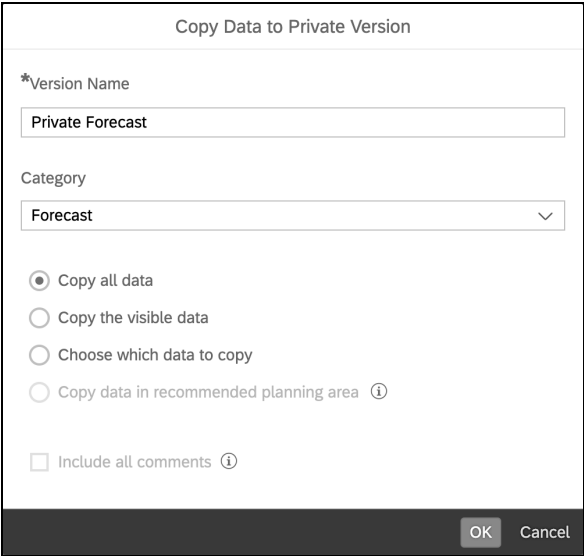 Copy Data to Private Version
*Version Name
Private Forecast
Category
Forecast
Copy all data
Copy the visible data
Choose which data to copy
Copy data in recommended planning area
Include all comments
OK Cancel